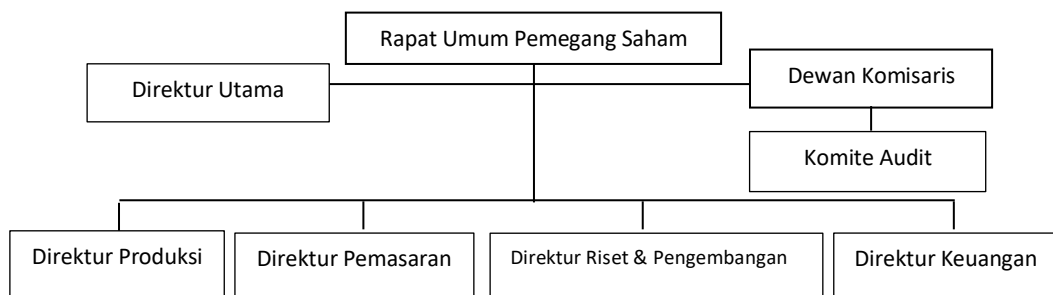 Rapat Umum Pemegang Saham
Direktur Utama
Dewan Komisaris
Komite Audit
Direktur Produksi
Direktur Pemasaran
Direktur Riset & Pengembangan
Direktur Keuangan